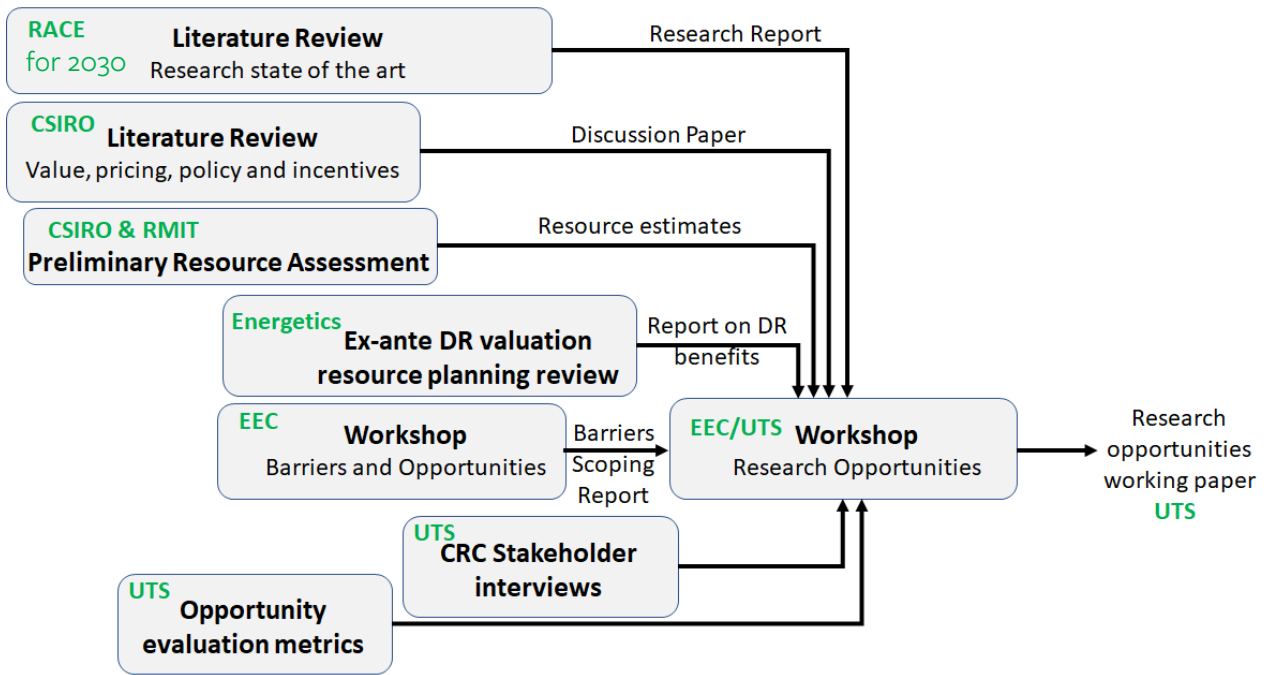 RACE
for 2030
Literature Review
Research state of the art
Research Report
CSIRO
Literature Review
Value, pricing, policy and incentives
Discussion Paper
CSIRO & RMIT
Preliminary Resource Assessment
Resource estimates
Energetics
Ex-ante DR valuation
resource planning review
Report on DR
benefits
EEC
Workshop
Barriers and Opportunities
Barriers
Scoping
Report
EEC/UTS
Workshop
Research Opportunities
Research
opportunities
working paper
UTS
UTS
CRC Stakeholder
interviews
UTS
Opportunity
evaluation metrics